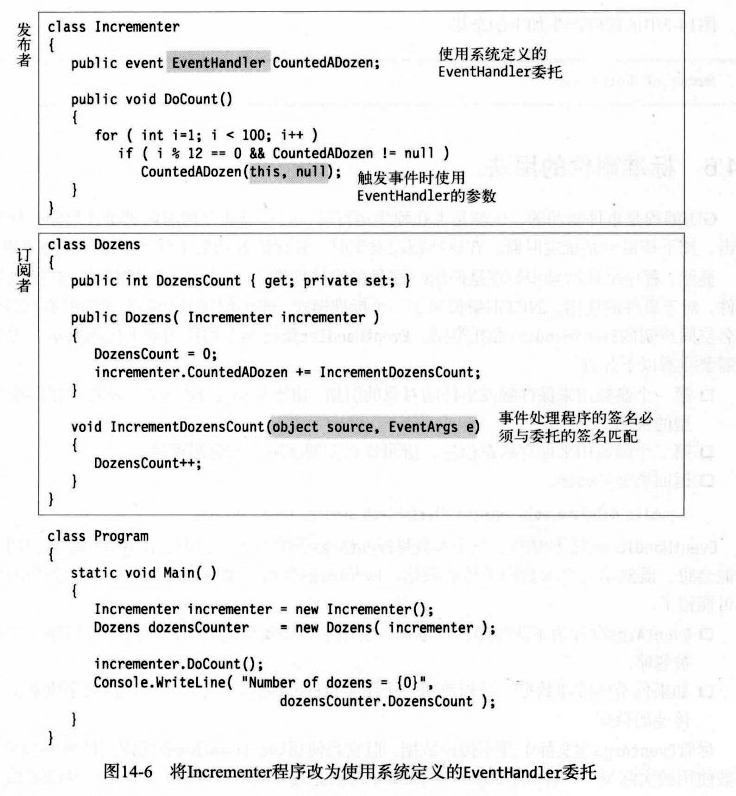 发布者
class Incrementer
{
public event EventHandler CountedADozen;
使用系统定义的
EventHandler委托
public void DoCount()
{
for ( int i=1; i < 100; i++ )
if ( i % 12 == 0 && CountedADozen != null )
CountedADozen(this, null);
触发事件时使用
EventHandler的参数
}
}
订阅者
class Dozens
{
public int DozensCount { get; private set; }
public Dozens( Incrementer incrementer )
{
DozensCount = 0;
incrementer.CountedADozen += IncrementDozensCount;
}
void IncrementDozensCount(object source, EventArgs e)
事件处理程序的签名必
须与委托的签名匹配
{
DozensCount++;
}
}
class Program
{
static void Main( )
{
Incrementer incrementer = new Incrementer();
Dozens dozensCounter = new Dozens( incrementer );
incrementer.DoCount();
Console.WriteLine( "Number of dozens = {0}",
dozensCounter.DozensCount );
}
}
图14-6 将Incrementer程序改为使用系统定义的EventHandler委托